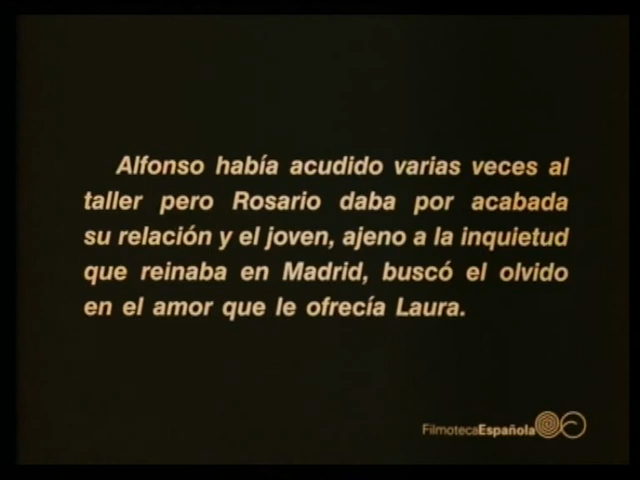 Alfonso había acudido varias veces al
taller pero Rosario daba por acabada
su relación y el joven, ajeno a la inquietud
que reinaba en Madrid, buscó el olvido
en el amor que le ofrecía Laura.
FilmotecaEspañola